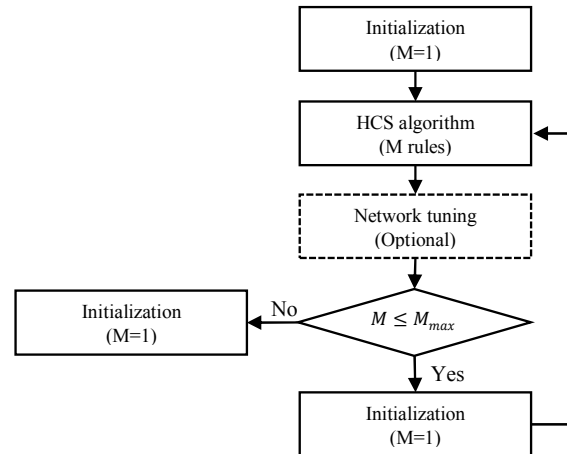 Initialization
(M=1)
HCS algorithm
(M rules)
Network tuning
(Optional)
Initialization
(M=1)
No
M ≤ M_max
Yes
Initialization
(M=1)